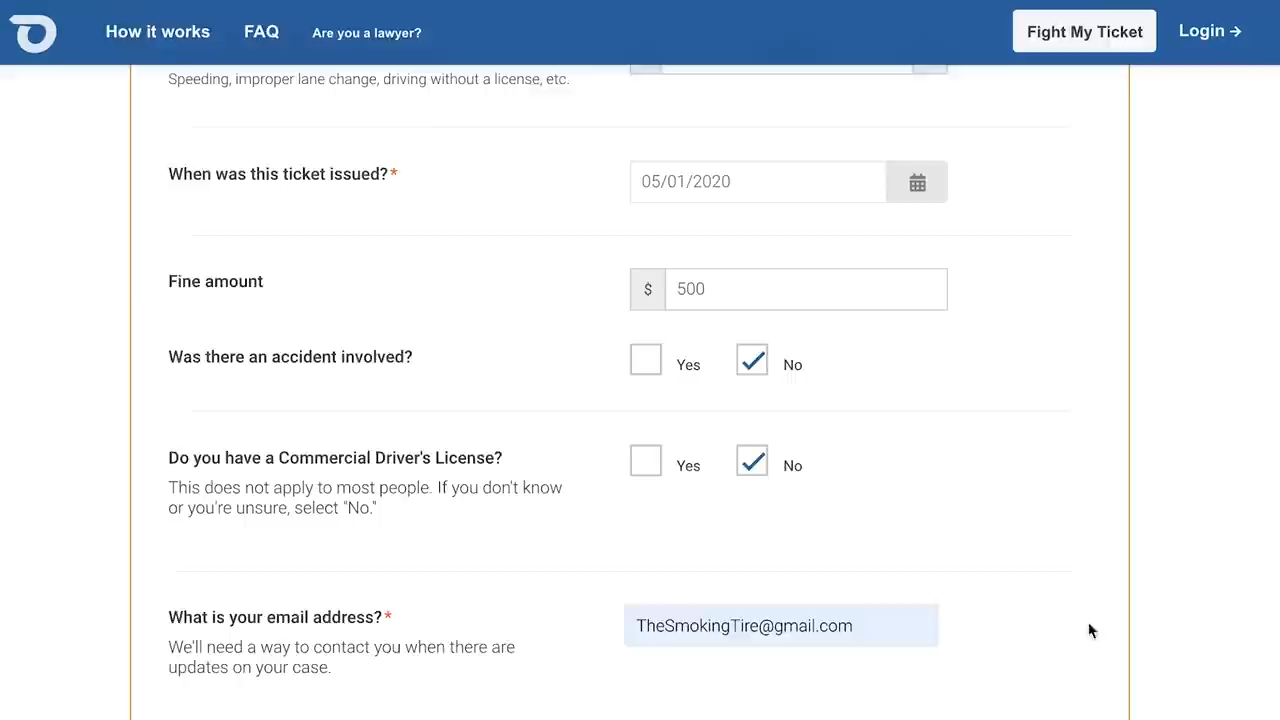 How it works
FAQ
Are you a lawyer?
Fight My Ticket
Login →
Speeding, improper lane change, driving without a license, etc.
When was this ticket issued?*
05/01/2020
Fine amount
$ 500
Was there an accident involved?
Yes
No
Do you have a Commercial Driver's License?
Yes
No
This does not apply to most people. If you don't know
or you're unsure, select "No."
What is your email address?*
TheSmokingTire@gmail.com
We'll need a way to contact you when there are
updates on your case.